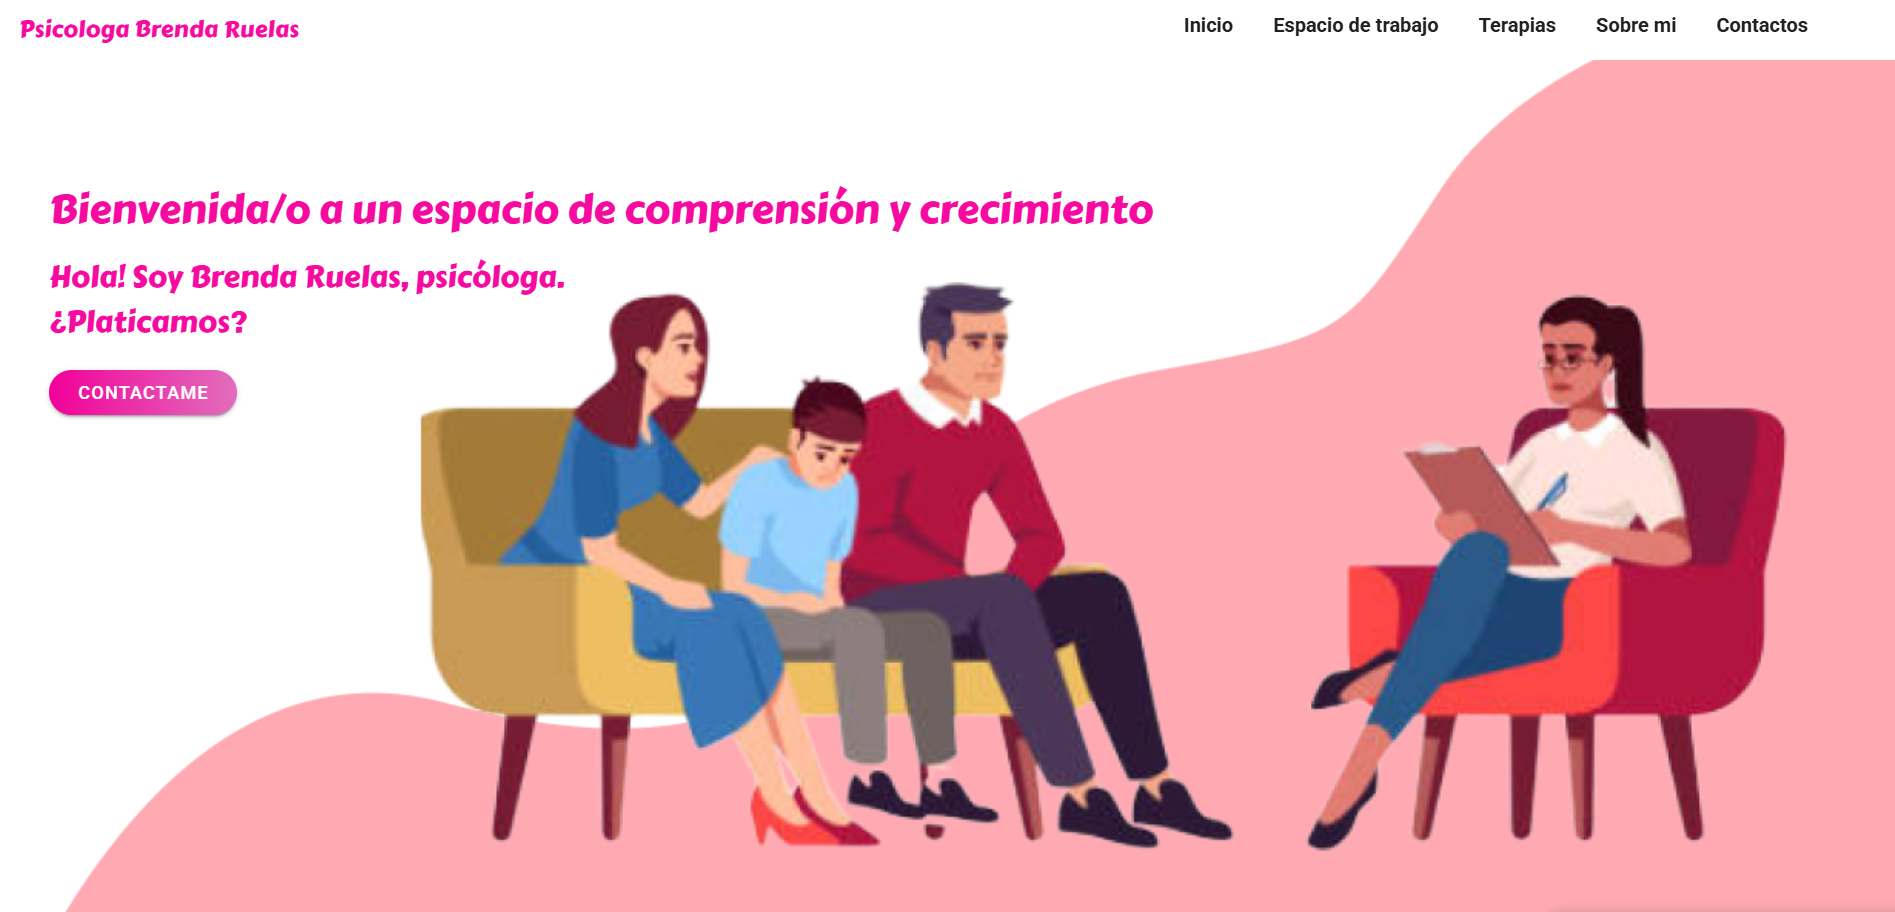 Psicologa Brenda Ruelas
Inicio Espacio de trabajo Terapias Sobre mi Contactos
Bienvenida/o a un espacio de comprensión y crecimiento
Hola! Soy Brenda Ruelas, psicóloga.
¿Platicamos?
CONTACTAME